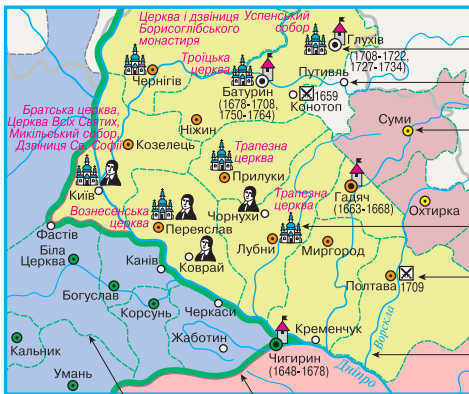 Церква і дзвіниця
Борисоглібського
монастиря
Успенський
собор
Глухів
(1708-1722,
1727-1734)
Троїцька
церква
Чернігів
Батурин
(1678-1708,
1750-1764)
Путивль
1659
Конотоп
Братська церква,
Церква Всіх Святих,
Микільський собор,
Дзвіниця Св. Софії
Ніжин
Суми
Козелець
Трапезна
церква
Прилуки
Київ
Вознесенська
церква
Переяслав
Чорнухи
Трапезна
церква
Гадяч
(1663-1668)
Охтирка
Фастів
Біла
Церква
Канів
Коврай
Лубни
Миргород
Полтава
1709
Богуслав
Корсунь
Черкаси
Ворскла
Кременчук
Жаботин
Кальник
Чигирин
(1648-1678)
Дніпро
Умань